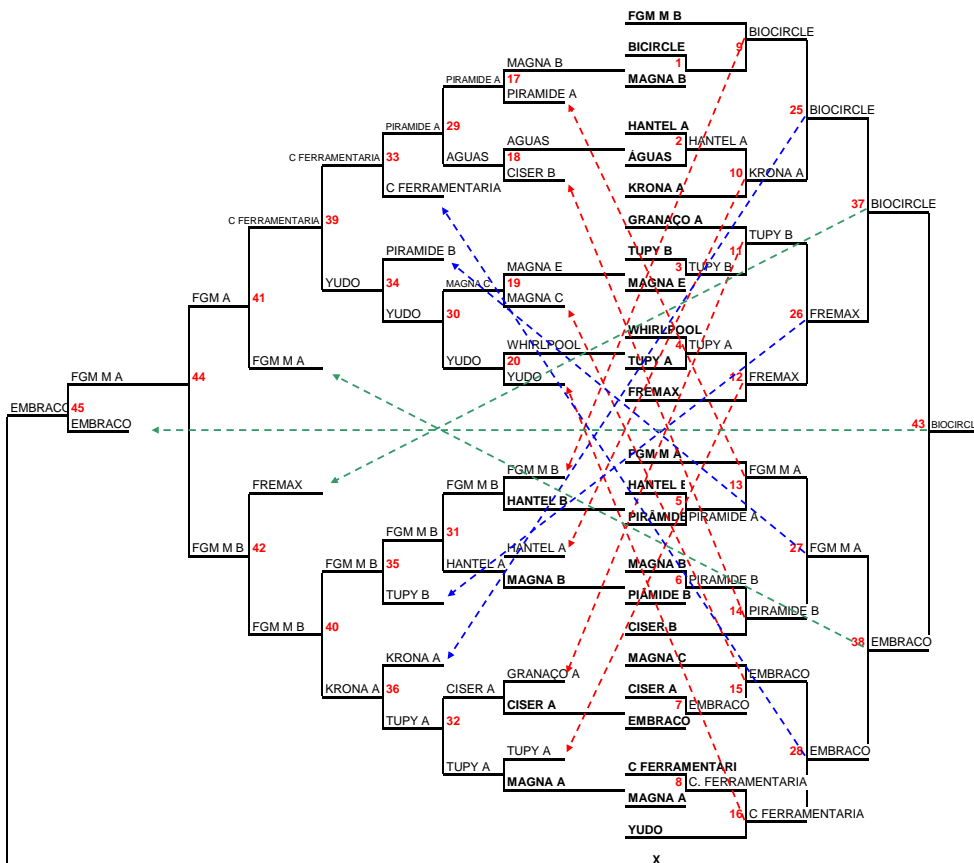 FGM M B
BIOCIRCLE
9
BICIRCLE
MAGNA B
1
17
PIRAMIDE A
MAGNA B
PIRAMIDE A
25
BIOCIRCLE
PIRAMIDE A
29
HANTEL A
2
HANTEL A
AGUAS
C FERRAMENTARIA
33
AGUAS
18
ÁGUAS
CISER B
10
KRONA A
C FERRAMENTARIA
KRONA A
37
BIOCIRCLE
C FERRAMENTARIA
39
GRANAÇO A
TUPY B
PIRAMIDE B
TUPY B
11
3
TUPY B
MAGNA E
YUDO
34
MAGNA C
19
MAGNA E
FGM A
41
MAGNA C
YUDO
30
26
FREMAX
WHIRLPOOL
WHIRLPOOL
4
TUPY A
FGM M A
YUDO
20
TUPY A
FGM M A
44
YUDO
12
FREMAX
FREMAX
EMBRACO
45
EMBRACO
43
BIOCIRCLE
FGM M A
FGM M B
FGM M A
FREMAX
FGM M B
HANTEL B
HANTEL E
13
5
PIRÂMIDE
PIRAMIDE A
31
FGM M B
42
FGM M B
35
HANTEL A
27
FGM M A
HANTEL A
MAGNA B
MAGNA B
6
PIRAMIDE B
TUPY B
PIÂMIDE B
14
PIRAMIDE B
FGM M B
40
CISER B
38
EMBRACO
KRONA A
MAGNA C
GRANAÇO A
EMBRACO
KRONA A
36
CISER A
CISER A
CISER A
15
7
EMBRACO
TUPY A
32
EMBRACO
TUPY A
28
EMBRACO
TUPY A
C FERRAMENTARI
MAGNA A
8
C. FERRAMENTARIA
MAGNA A
16
C FERRAMENTARIA
YUDO
X